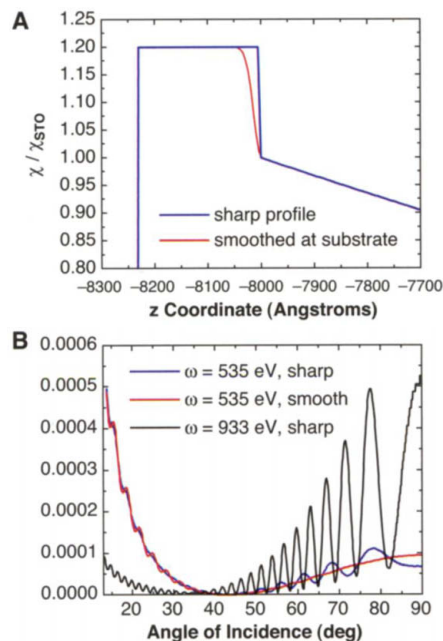 A
1.25
1.20
1.15
1.10
1.05
1.00
0.95
0.90
0.85
0.80
χ / χSTO
sharp profile
smoothed at substrate
−8300 −8200 −8100 −8000 −7900 −7800 −7700
z Coordinate (Angstroms)
B
0.0006
0.0005
0.0004
0.0003
0.0002
0.0001
0.0000
ω = 535 eV, sharp
ω = 535 eV, smooth
ω = 933 eV, sharp
20 30 40 50 60 70 80 90
Angle of Incidence (deg)